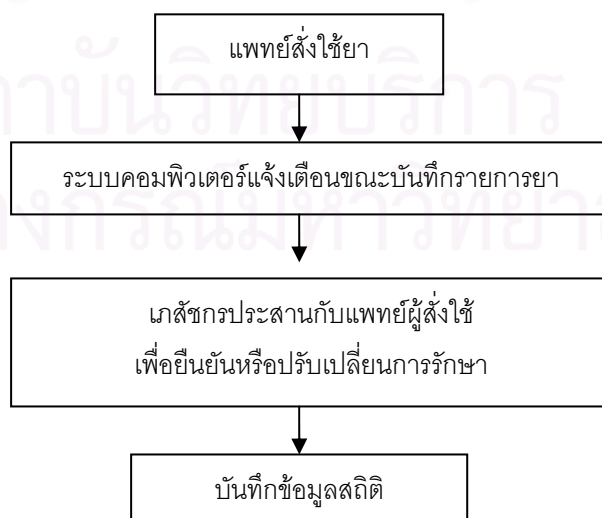 แพทย์สั่งใช้ยา
ระบบคอมพิวเตอร์แจ้งเตือนขณะบันทึกรายการยา
เภสัชกรประสานกับแพทย์ผู้สั่งใช้
เพื่อยืนยันหรือปรับเปลี่ยนการรักษา
บันทึกข้อมูลสถิติ